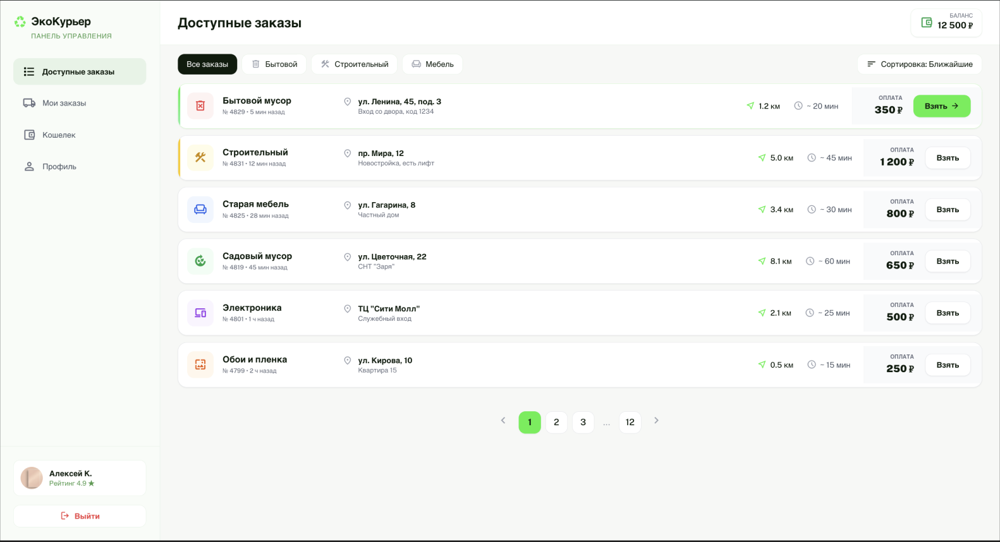 ЭкоКурьер
ПАНЕЛЬ УПРАВЛЕНИЯ
Доступные заказы
Мои заказы
Кошелек
Профиль
Алексей К.
Рейтинг 4.9 ★
Выйти
Доступные заказы
БАЛАНС
12 500 ₽
Все заказы
Бытовой
Строительный
Мебель
Сортировка: Ближайшие
Бытовой мусор
№ 4829 • 5 мин назад
ул. Ленина, 45, под. 3
Вход со двора, код 1234
1.2 км
~ 20 мин
ОПЛАТА
350 ₽
Взять →
Строительный
№ 4831 • 12 мин назад
пр. Мира, 12
Новостройка, есть лифт
5.0 км
~ 45 мин
ОПЛАТА
1 200 ₽
Взять
Старая мебель
№ 4825 • 28 мин назад
ул. Гагарина, 8
Частный дом
3.4 км
~ 30 мин
ОПЛАТА
800 ₽
Взять
Садовый мусор
№ 4819 • 45 мин назад
ул. Цветочная, 22
СНТ "Заря"
8.1 км
~ 60 мин
ОПЛАТА
650 ₽
Взять
Электроника
№ 4801 • 1 ч назад
ТЦ "Сити Молл"
Служебный вход
2.1 км
~ 25 мин
ОПЛАТА
500 ₽
Взять
Обои и пленка
№ 4799 • 2 ч назад
ул. Кирова, 10
Квартира 15
0.5 км
~ 15 мин
ОПЛАТА
250 ₽
Взять
1 2 3 ... 12